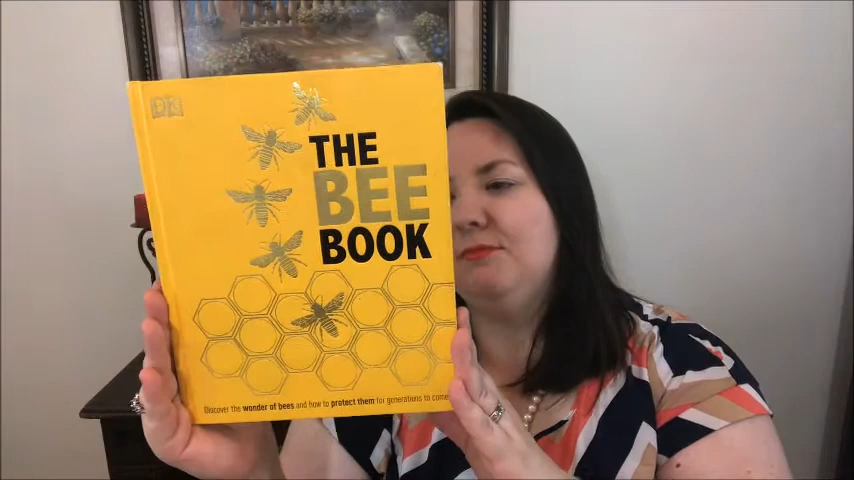 DK
THE
BEE
BOOK
Discover the wonder of bees and how to protect them for generations to come